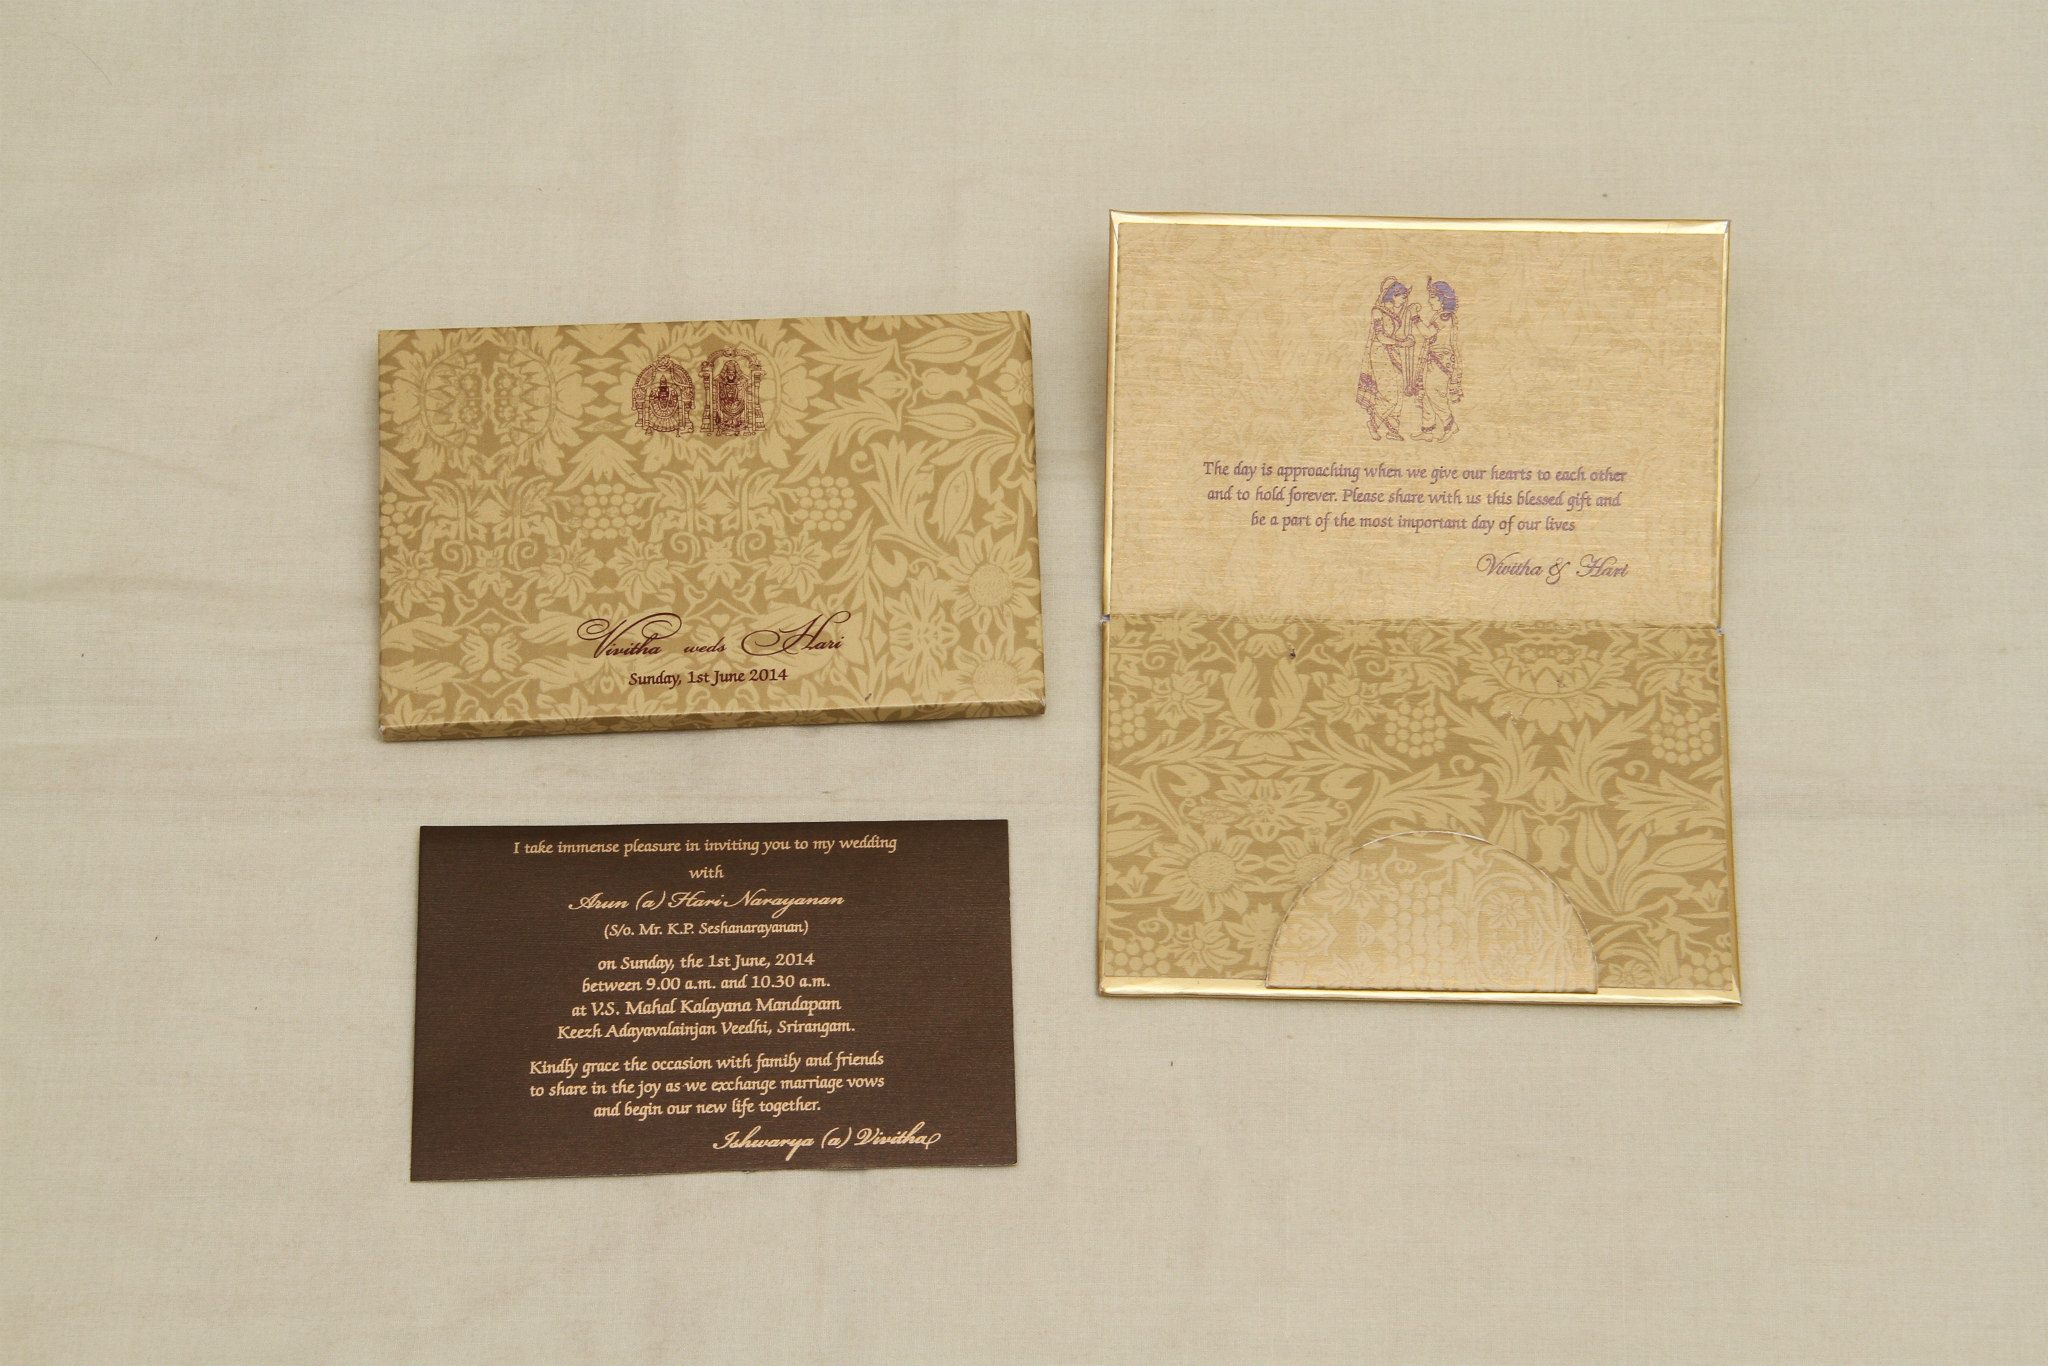 Vivitha weds Hari
Sunday, 1st June 2014
The day is approaching when we give our hearts to each other
and to hold forever. Please share with us this blessed gift and
be a part of the most important day of our lives
Vivitha & Hari
I take immense pleasure in inviting you to my wedding
with
Arun (a) Hari Narayanan
(S/o. Mr. K.P. Seshanarayanan)
on Sunday, the 1st June, 2014
between 9.00 a.m. and 10.30 a.m.
at V.S. Mahal Kalayana Mandapam
Keezh Adayavalainjan Veedhi, Srirangam.
Kindly grace the occasion with family and friends
to share in the joy as we exchange marriage vows
and begin our new life together.
Ishwarya (a) Vivitha